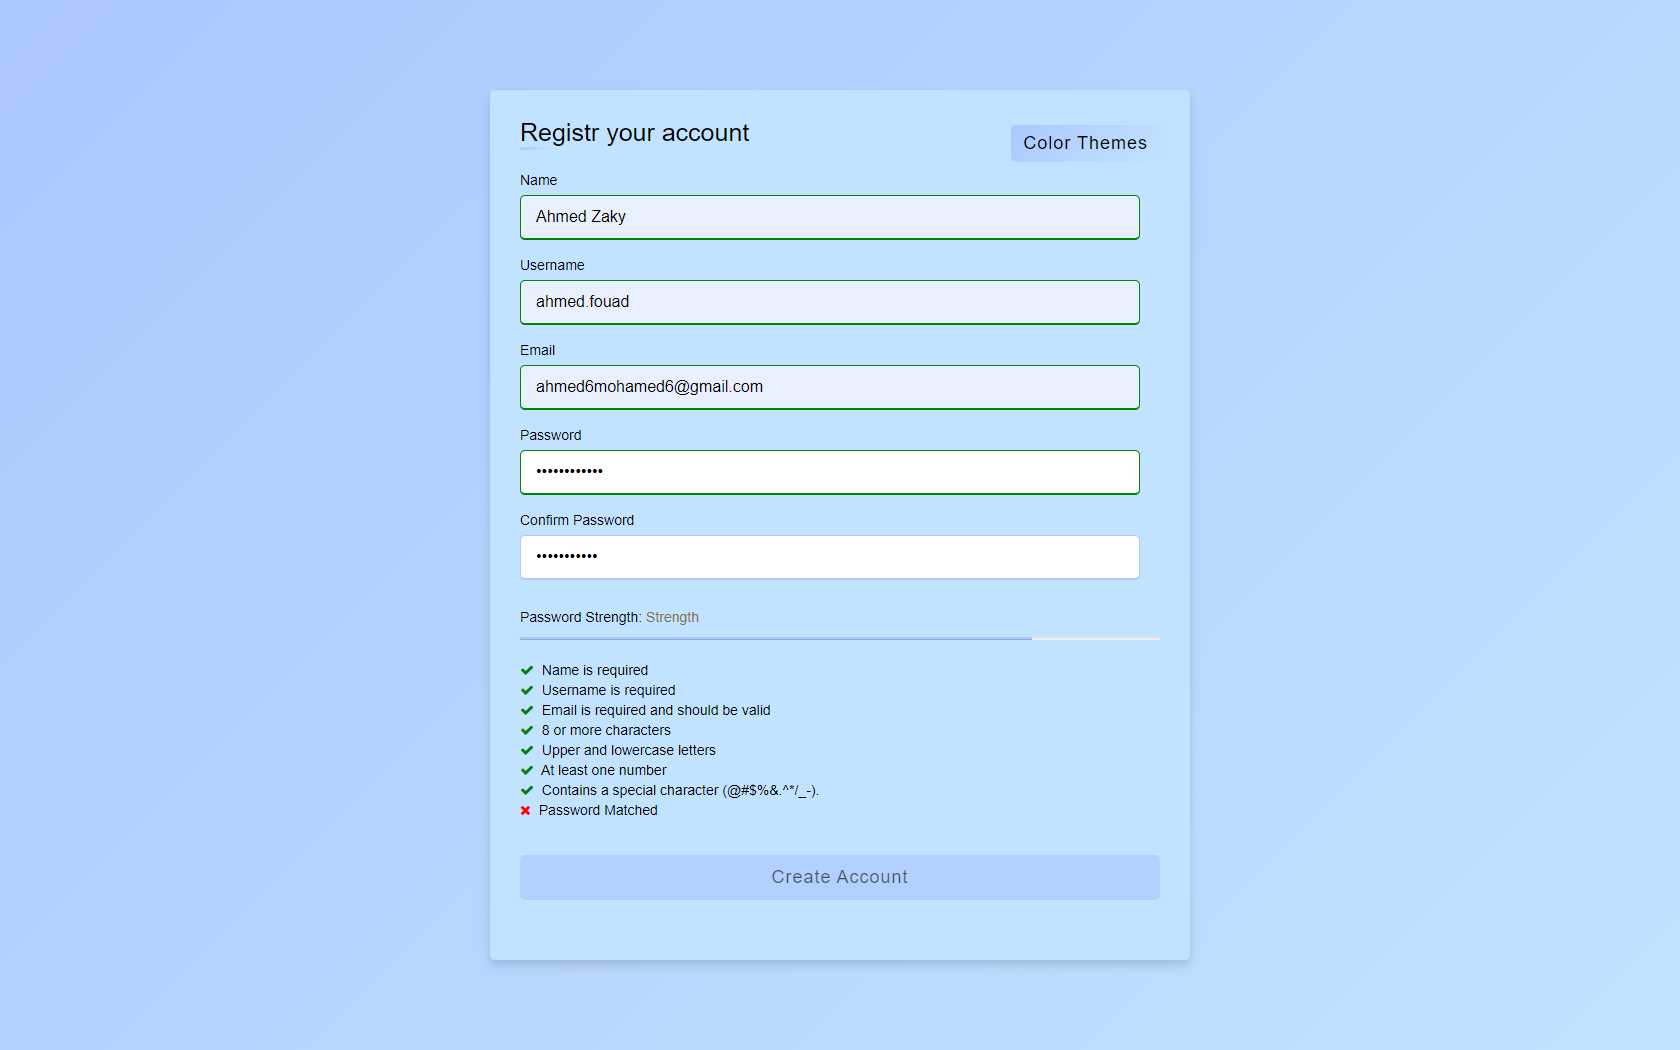 Registr your account
Color Themes
Name
Ahmed Zaky
Username
ahmed.fouad
Email
ahmed6mohamed6@gmail.com
Password
••••••••••••
Confirm Password
•••••••••••
Password Strength: Strength
Name is required
Username is required
Email is required and should be valid
8 or more characters
Upper and lowercase letters
At least one number
Contains a special character (@#$%&.^*/_-).
Password Matched
Create Account